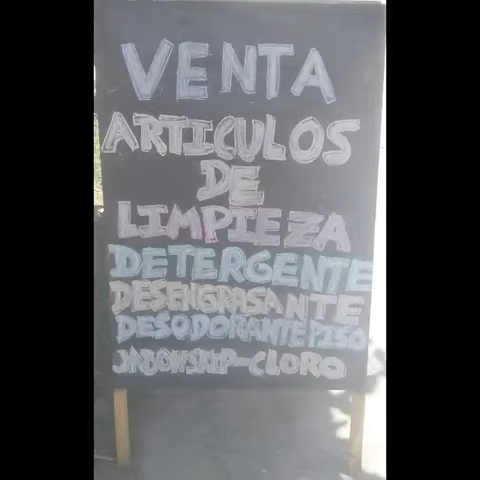 VENTA
ARTICULOS
DE
LIMPIEZA
DETERGENTE
DESENGRASANTE
DESODORANTE PISO
JABON SKIP-CLORO